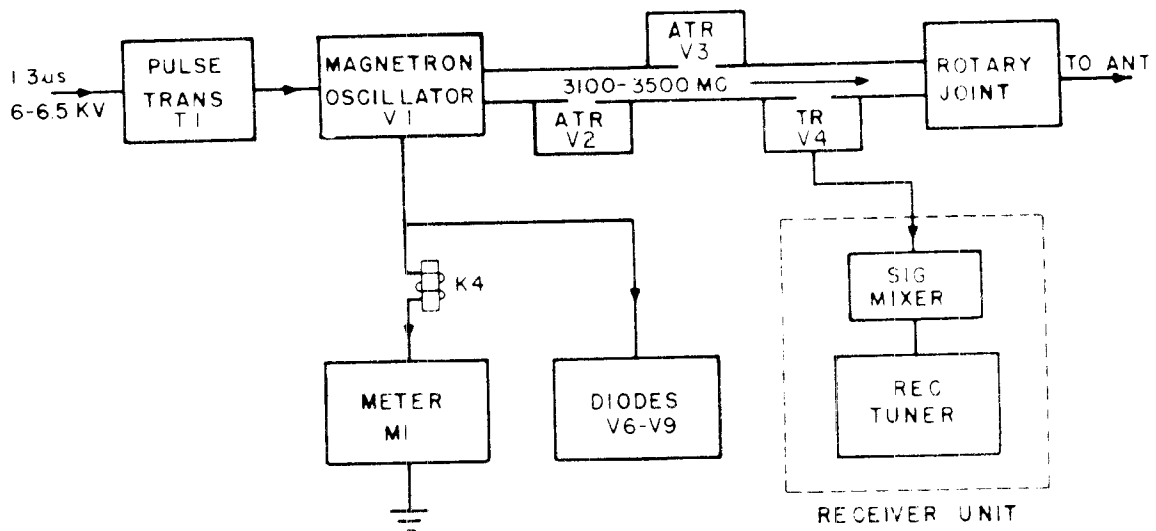 1.3us
6-6.5 KV
PULSE
TRANS
T1
MAGNETRON
OSCILLATOR
V1
ATR
V3
3100-3500 MC
ATR
V2
TR
V4
ROTARY
JOINT
TO ANT
K4
METER
M1
DIODES
V6-V9
SIG
MIXER
REC
TUNER
RECEIVER UNIT